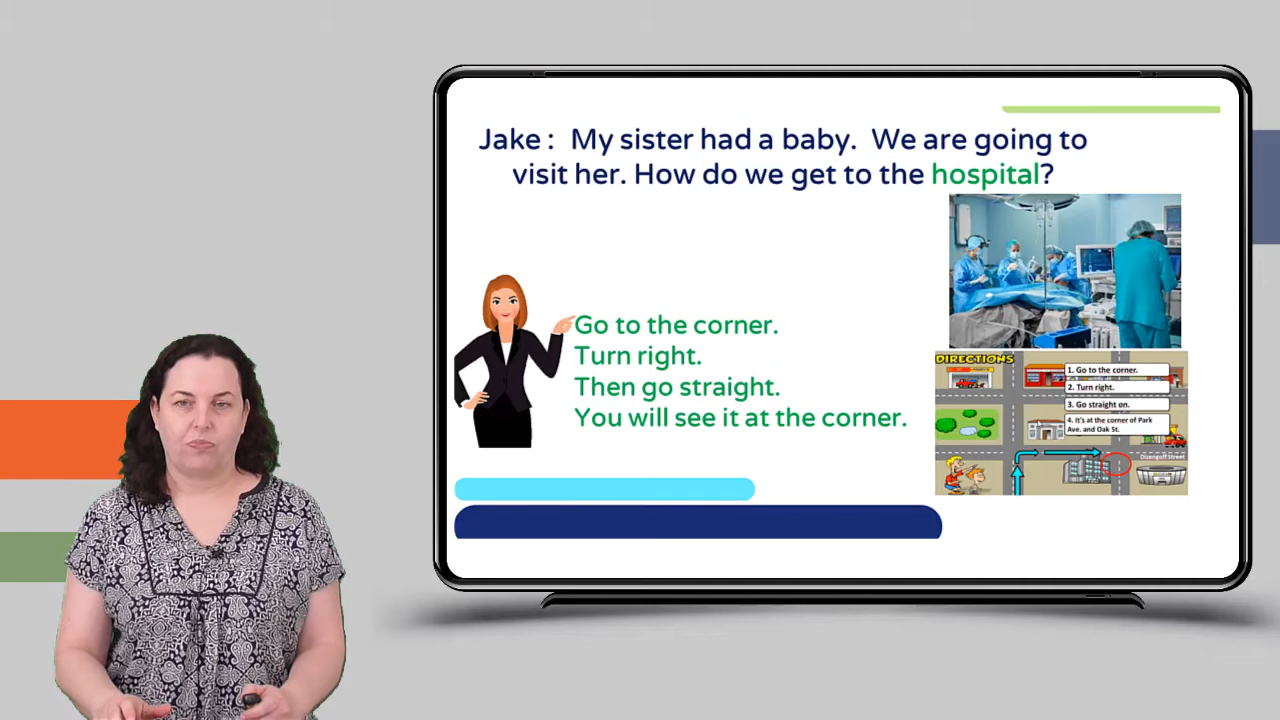 Jake : My sister had a baby. We are going to
visit her. How do we get to the hospital?
Go to the corner.
Turn right.
Then go straight.
You will see it at the corner.
DIRECTIONS
1. Go to the corner.
2. Turn right.
3. Go straight on.
4. It's at the corner of Park
Ave. and Oak St.
Dizengoff Street